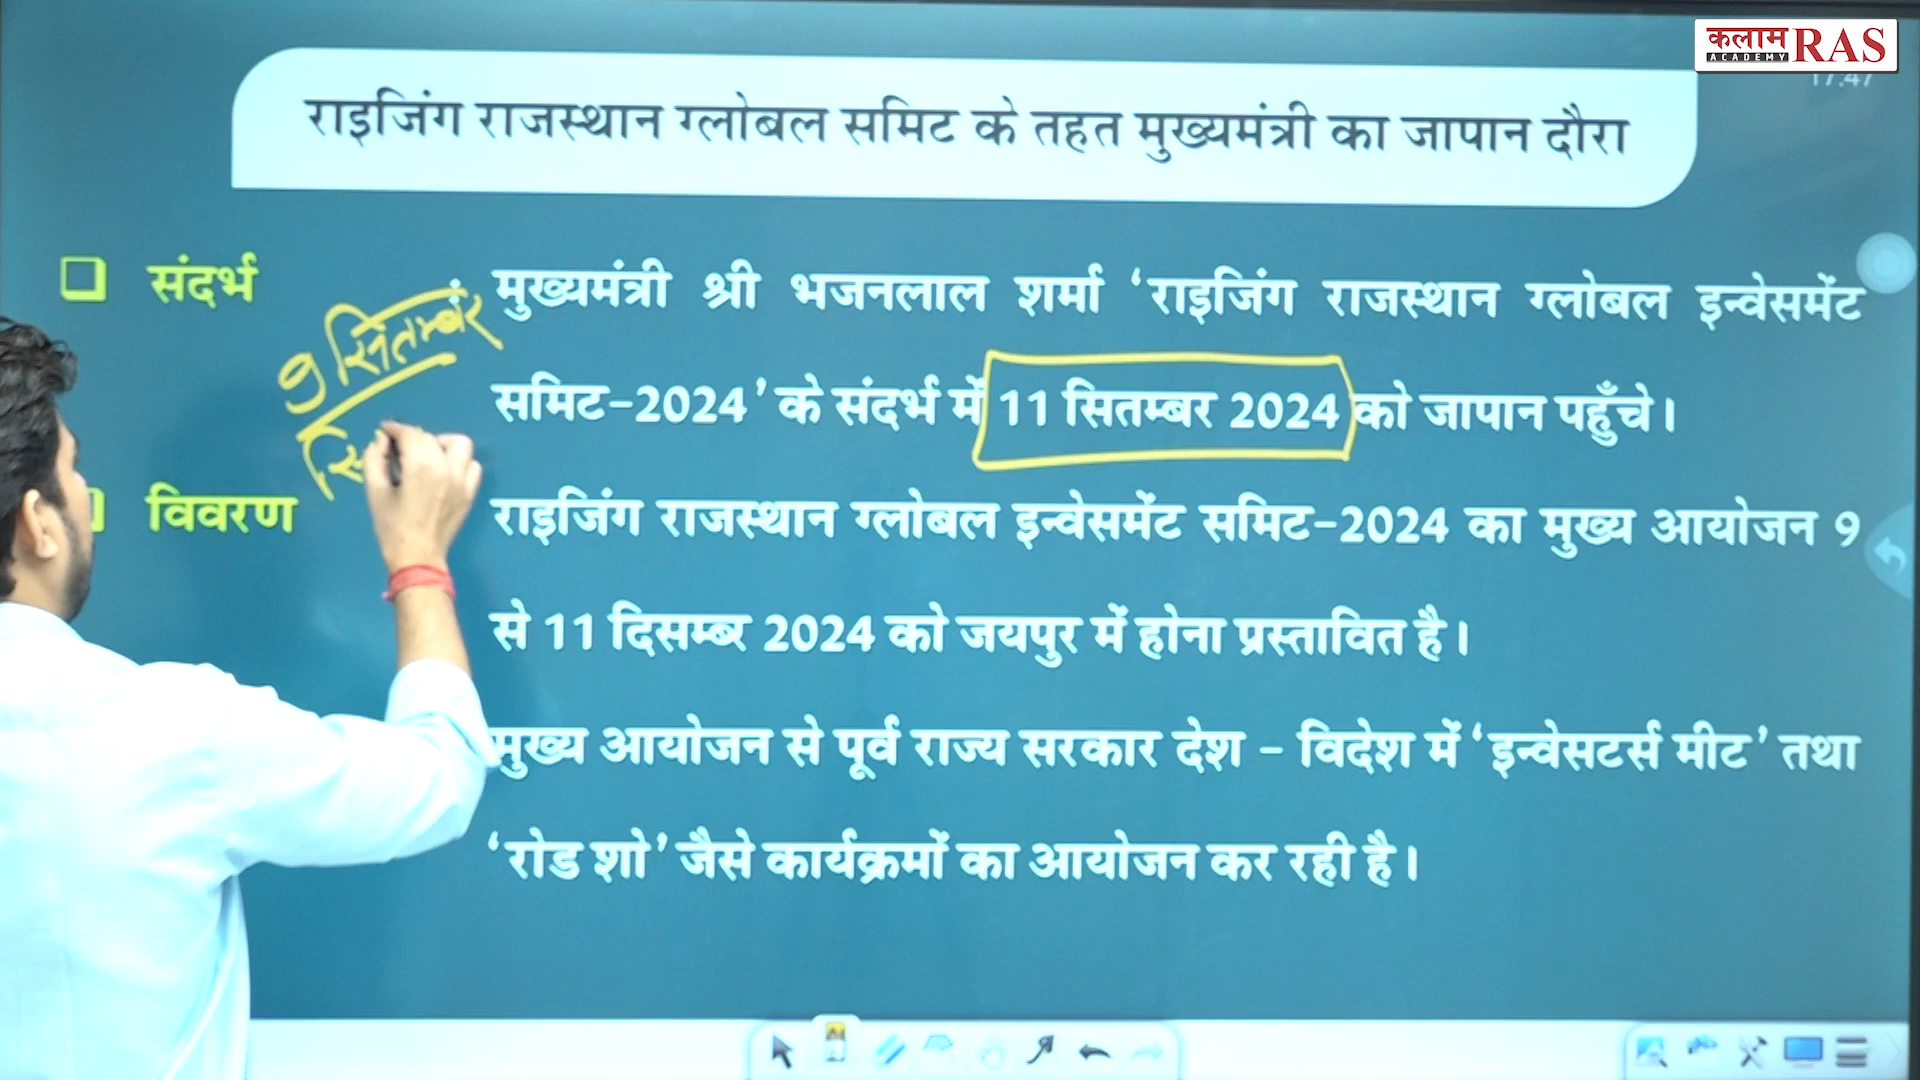 कलाम RAS
ACADEMY
17:47
राइजिंग राजस्थान ग्लोबल समिट के तहत मुख्यमंत्री का जापान दौरा
संदर्भ
मुख्यमंत्री श्री भजनलाल शर्मा ‘राइजिंग राजस्थान ग्लोबल इन्वेसमेंट
समिट-2024’ के संदर्भ में 11 सितम्बर 2024 को जापान पहुँचे।
9 सितम्बर
सि
विवरण
राइजिंग राजस्थान ग्लोबल इन्वेसमेंट समिट-2024 का मुख्य आयोजन 9
से 11 दिसम्बर 2024 को जयपुर में होना प्रस्तावित है।
मुख्य आयोजन से पूर्व राज्य सरकार देश - विदेश में ‘इन्वेसटर्स मीट’ तथा
‘रोड शो’ जैसे कार्यक्रमों का आयोजन कर रही है।